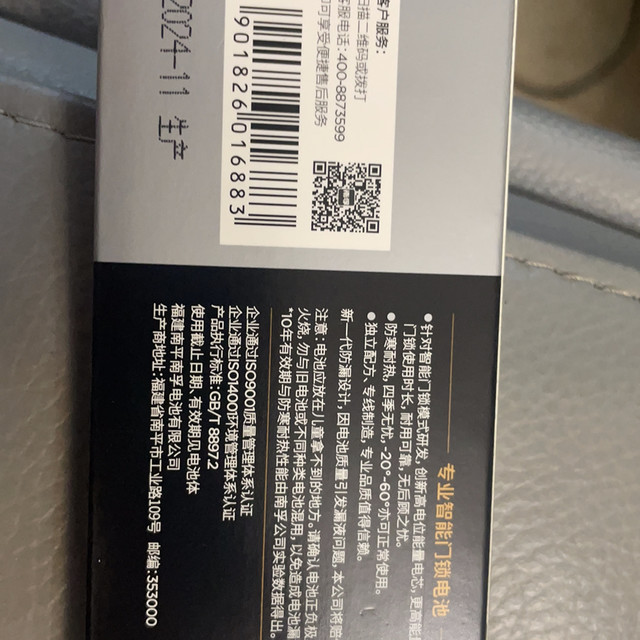 客户服务：
扫描二维码或拨打
客服电话：400-8873599
即可享受便捷售后服务
901826016883
2024-11 生产
专业智能门锁电池
●针对智能门锁模式研发，创新高电位能量电芯，更高能
门锁使用时长，耐用可靠，无后顾之忧。
●防寒耐热，四季无忧，-20°-60°亦可正常使用。
●独立配方、专线制造，专业品质值得信赖。
新一代防漏设计，因电池质量引发漏液问题，本公司将赔
注意：电池应放在儿童拿不到的地方。请确认电池正负极
火烧，勿与旧电池或不同种类电池混用，以免造成电池漏
*10年有效期与防寒耐热性能由南孚公司实验数据得出。
企业通过ISO9001质量管理体系认证
企业通过ISO14001环境管理体系认证
产品执行标准：GB/T 8897.2
使用截止日期、有效期见电池体
福建南平南孚电池有限公司
生产商地址：福建省南平市工业路109号 邮编：353000